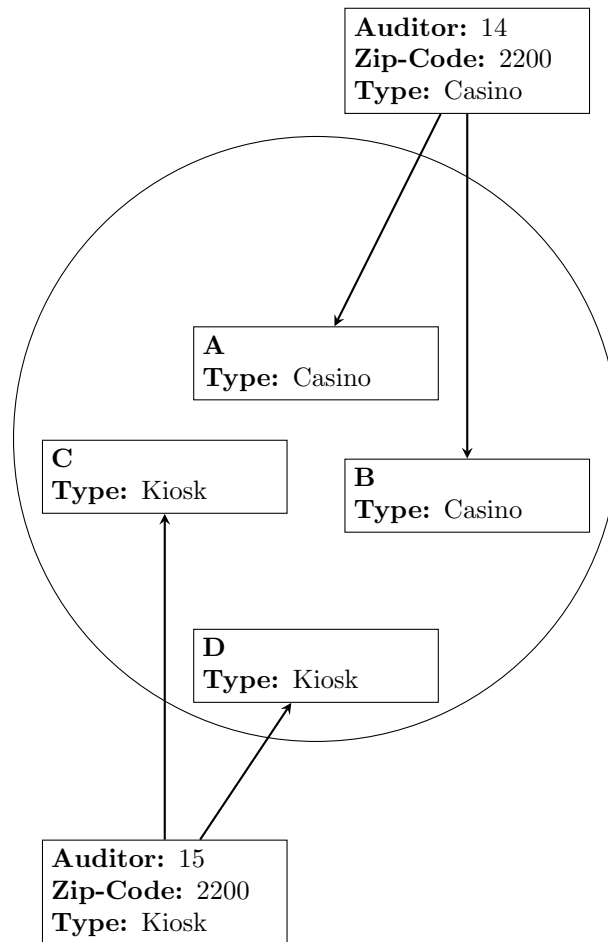 Auditor: 14
Zip-Code: 2200
Type: Casino
A
Type: Casino
C
Type: Kiosk
B
Type: Casino
D
Type: Kiosk
Auditor: 15
Zip-Code: 2200
Type: Kiosk